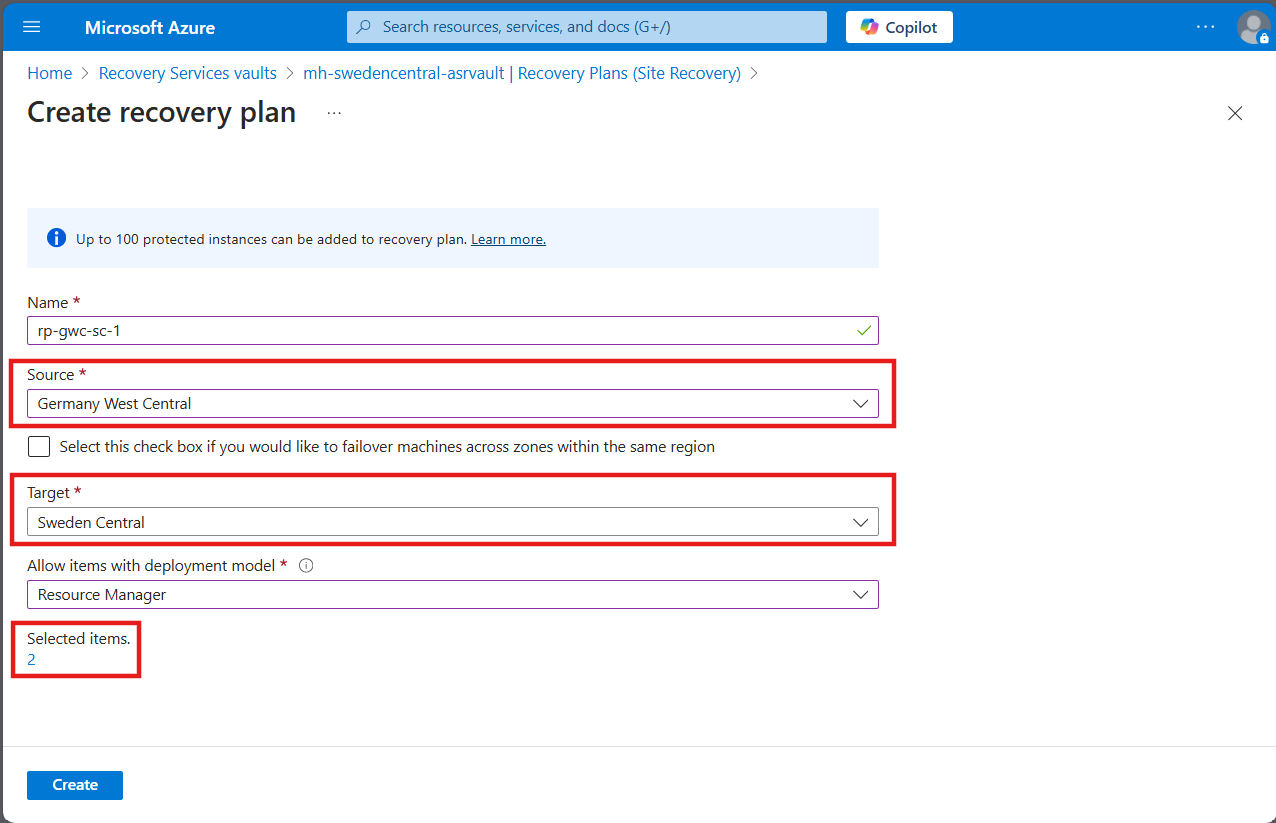 Microsoft Azure
Search resources, services, and docs (G+/)
Copilot
...
Home > Recovery Services vaults > mh-swedencentral-asrvault | Recovery Plans (Site Recovery) >
Create recovery plan ...
Up to 100 protected instances can be added to recovery plan. Learn more.
Name *
rp-gwc-sc-1
Source *
Germany West Central
Select this check box if you would like to failover machines across zones within the same region
Target *
Sweden Central
Allow items with deployment model *
Resource Manager
Selected items.
2
Create